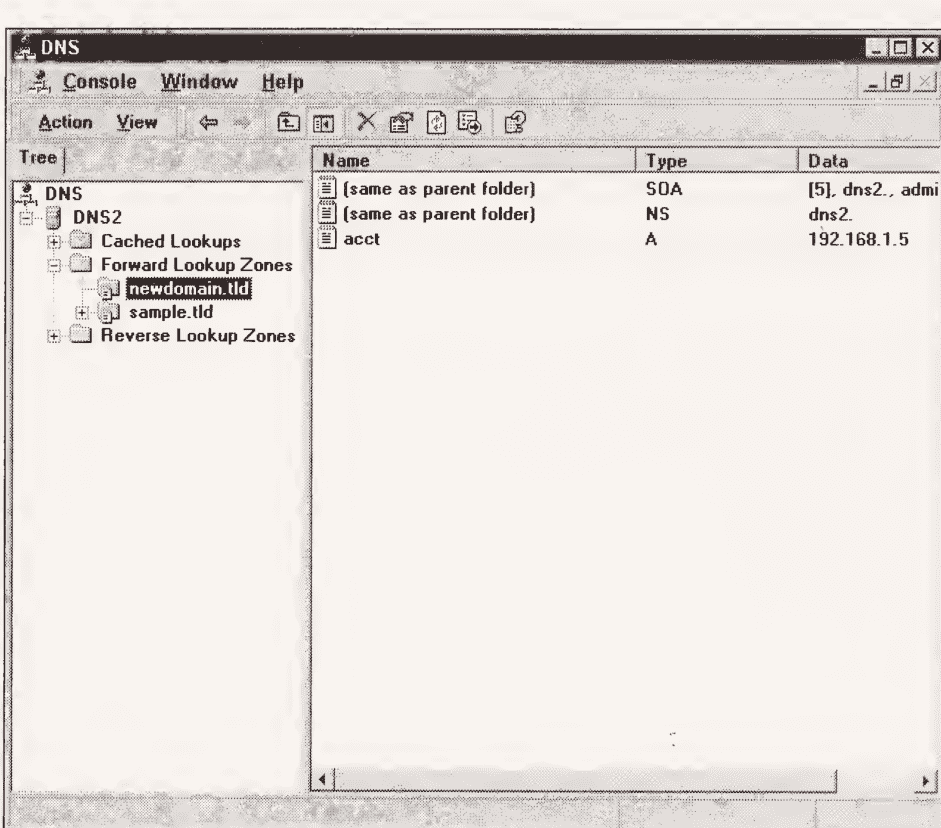 DNS
Console Window Help
Action View
Tree
Name Type Data
DNS
DNS2
Cached Lookups
Forward Lookup Zones
newdomain.tld
sample.tld
Reverse Lookup Zones
(same as parent folder) SOA [5], dns2., admi
(same as parent folder) NS dns2.
acct A 192.168.1.5